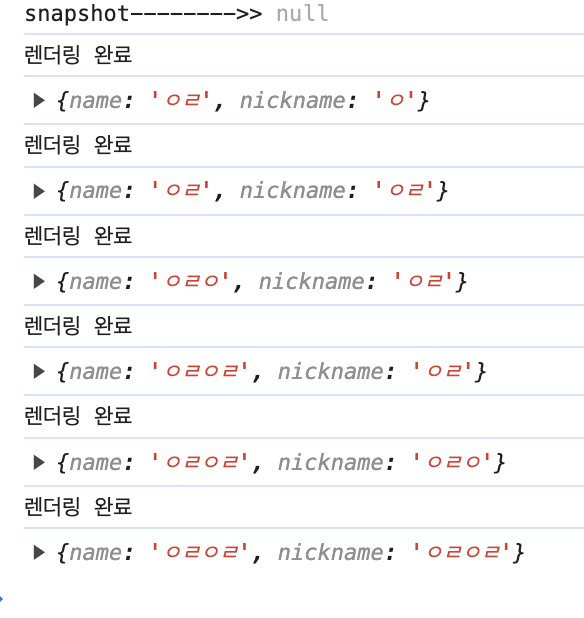 snapshot-------->> null
렌더링 완료
▶ {name: 'ㅇㄹ', nickname: 'ㅇ'}
렌더링 완료
▶ {name: 'ㅇㄹ', nickname: 'ㅇㄹ'}
렌더링 완료
▶ {name: 'ㅇㄹㅇ', nickname: 'ㅇㄹ'}
렌더링 완료
▶ {name: 'ㅇㄹㅇㄹ', nickname: 'ㅇㄹ'}
렌더링 완료
▶ {name: 'ㅇㄹㅇㄹ', nickname: 'ㅇㄹㅇ'}
렌더링 완료
▶ {name: 'ㅇㄹㅇㄹ', nickname: 'ㅇㄹㅇㄹ'}